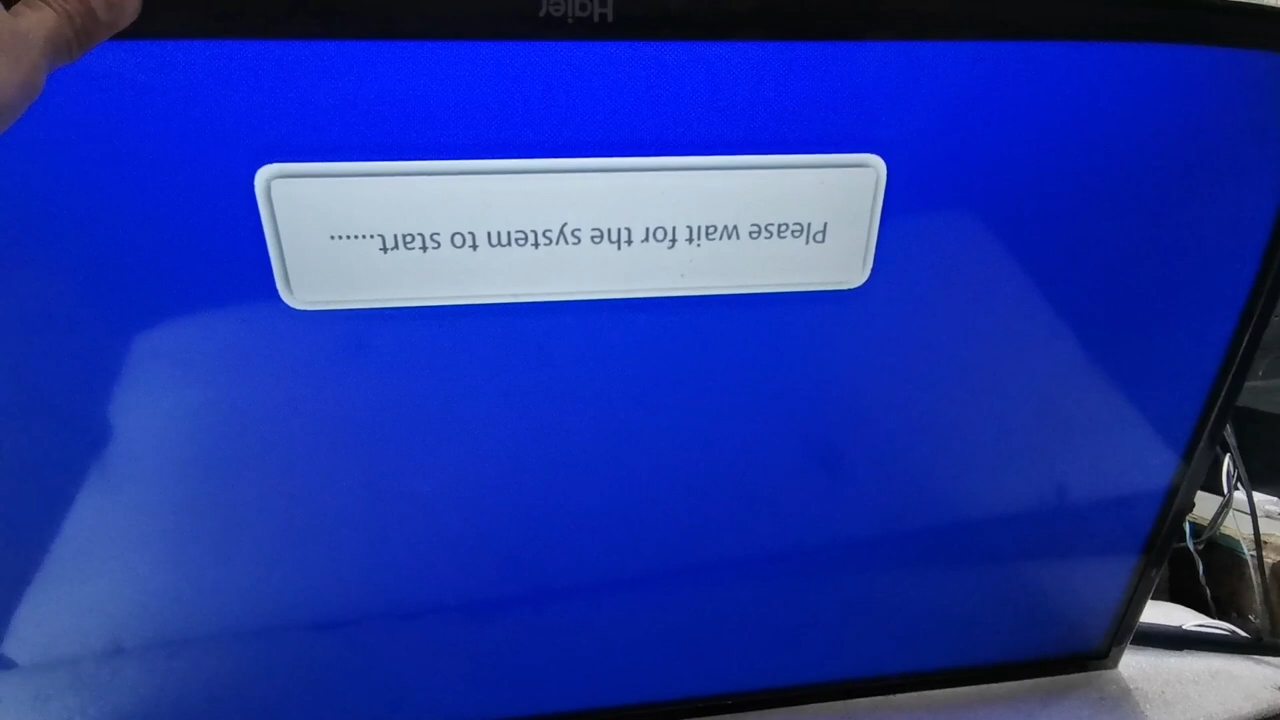 Haier
Please wait for the system to start......